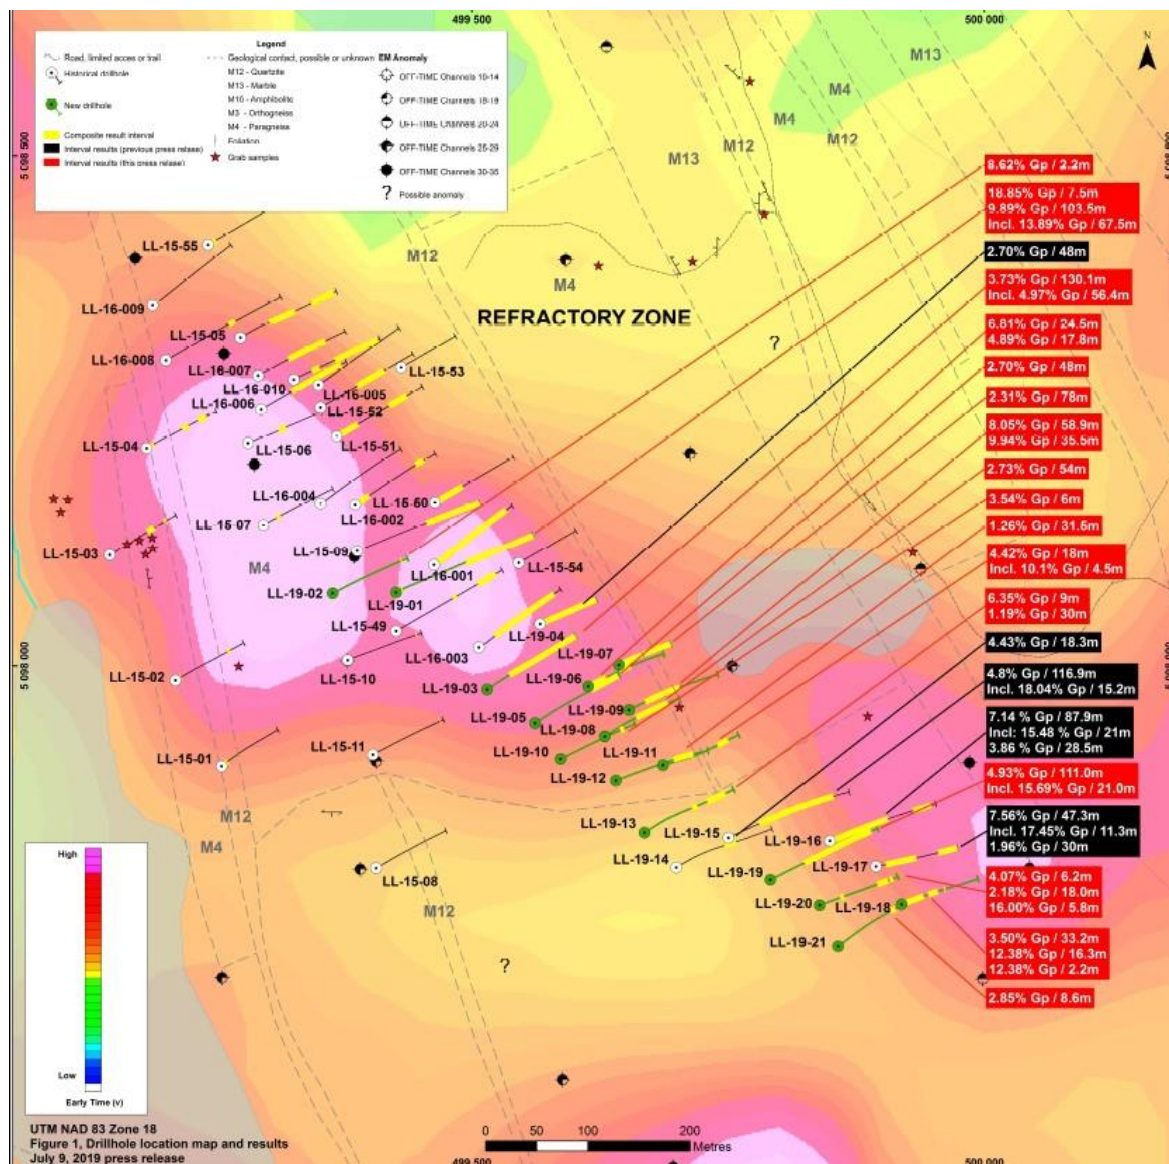 499 500
500 000
N
Legend
Road, limited acces or trail
Historical drillhole
New drillhole
Composite result interval
Interval results (previous press relase)
Interval results (this press relase)
Geological contact, possible or unknown
M12 - Quartzite
M13 - Marble
M16 - Amphibolite
M3 - Orthogneiss
M4 - Paragneiss
Foliation
Grab samples
EM Anomaly
OFF-TIME Channels 10-14
OFF-TIME Channels 15-19
OFF-TIME Channels 20-24
OFF-TIME Channels 25-29
OFF-TIME Channels 30-35
? Possible anomaly
5 098 500
5 098 500
M13
M4
M4
M12
M12
M13
M12
M4
REFRACTORY ZONE
?
8.62% Gp / 2.2m
18.85% Gp / 7.5m
9.89% Gp / 103.5m
Incl. 13.89% Gp / 67.5m
2.70% Gp / 48m
3.73% Gp / 130.1m
Incl. 4.97% Gp / 56.4m
6.81% Gp / 24.5m
4.89% Gp / 17.8m
2.70% Gp / 48m
2.31% Gp / 78m
8.05% Gp / 58.9m
9.94% Gp / 35.5m
2.73% Gp / 54m
3.54% Gp / 6m
1.26% Gp / 31.5m
4.42% Gp / 18m
Incl. 10.1% Gp / 4.5m
6.35% Gp / 9m
1.19% Gp / 30m
4.43% Gp / 18.3m
4.8% Gp / 116.9m
Incl. 18.04% Gp / 15.2m
7.14 % Gp / 87.9m
Incl: 15.48 % Gp / 21m
3.86 % Gp / 28.5m
4.93% Gp / 111.0m
Incl. 15.69% Gp / 21.0m
7.56% Gp / 47.3m
Incl. 17.45% Gp / 11.3m
1.96% Gp / 30m
4.07% Gp / 6.2m
2.18% Gp / 18.0m
16.00% Gp / 5.8m
3.50% Gp / 33.2m
12.38% Gp / 16.3m
12.38% Gp / 2.2m
2.85% Gp / 8.6m
LL-15-55
LL-16-009
LL-15-05
LL-16-008
LL-16-007
LL-15-53
LL-16-010
LL-16-005
LL-16-006
LL-15-52
LL-15-04
LL-15-06
LL-15-51
LL-16-004
LL-15-50
LL-16-002
LL-15-07
LL-15-03
LL-15-09
M4
LL-16-001
LL-15-54
LL-19-02
LL-19-01
LL-15-49
LL-19-04
LL-16-003
LL-19-07
5 098 000
LL-15-02
LL-15-10
LL-19-03
LL-19-06
LL-19-09
LL-19-05
LL-19-08
LL-15-01
LL-15-11
LL-19-10
LL-19-11
LL-19-12
M12
M4
LL-19-13
LL-19-15
LL-19-16
LL-19-14
LL-19-17
LL-15-08
LL-19-19
M12
LL-19-20
LL-19-18
LL-19-21
?
High
Low
Early Time (v)
UTM NAD 83 Zone 18
Figure 1, Drillhole location map and results
July 9, 2019 press release
0 50 100 200
Metres
499 500
500 000